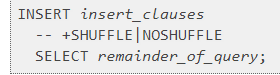 INSERT insert_clauses
-- +SHUFFLE|NOSHUFFLE
SELECT remainder_of_query;